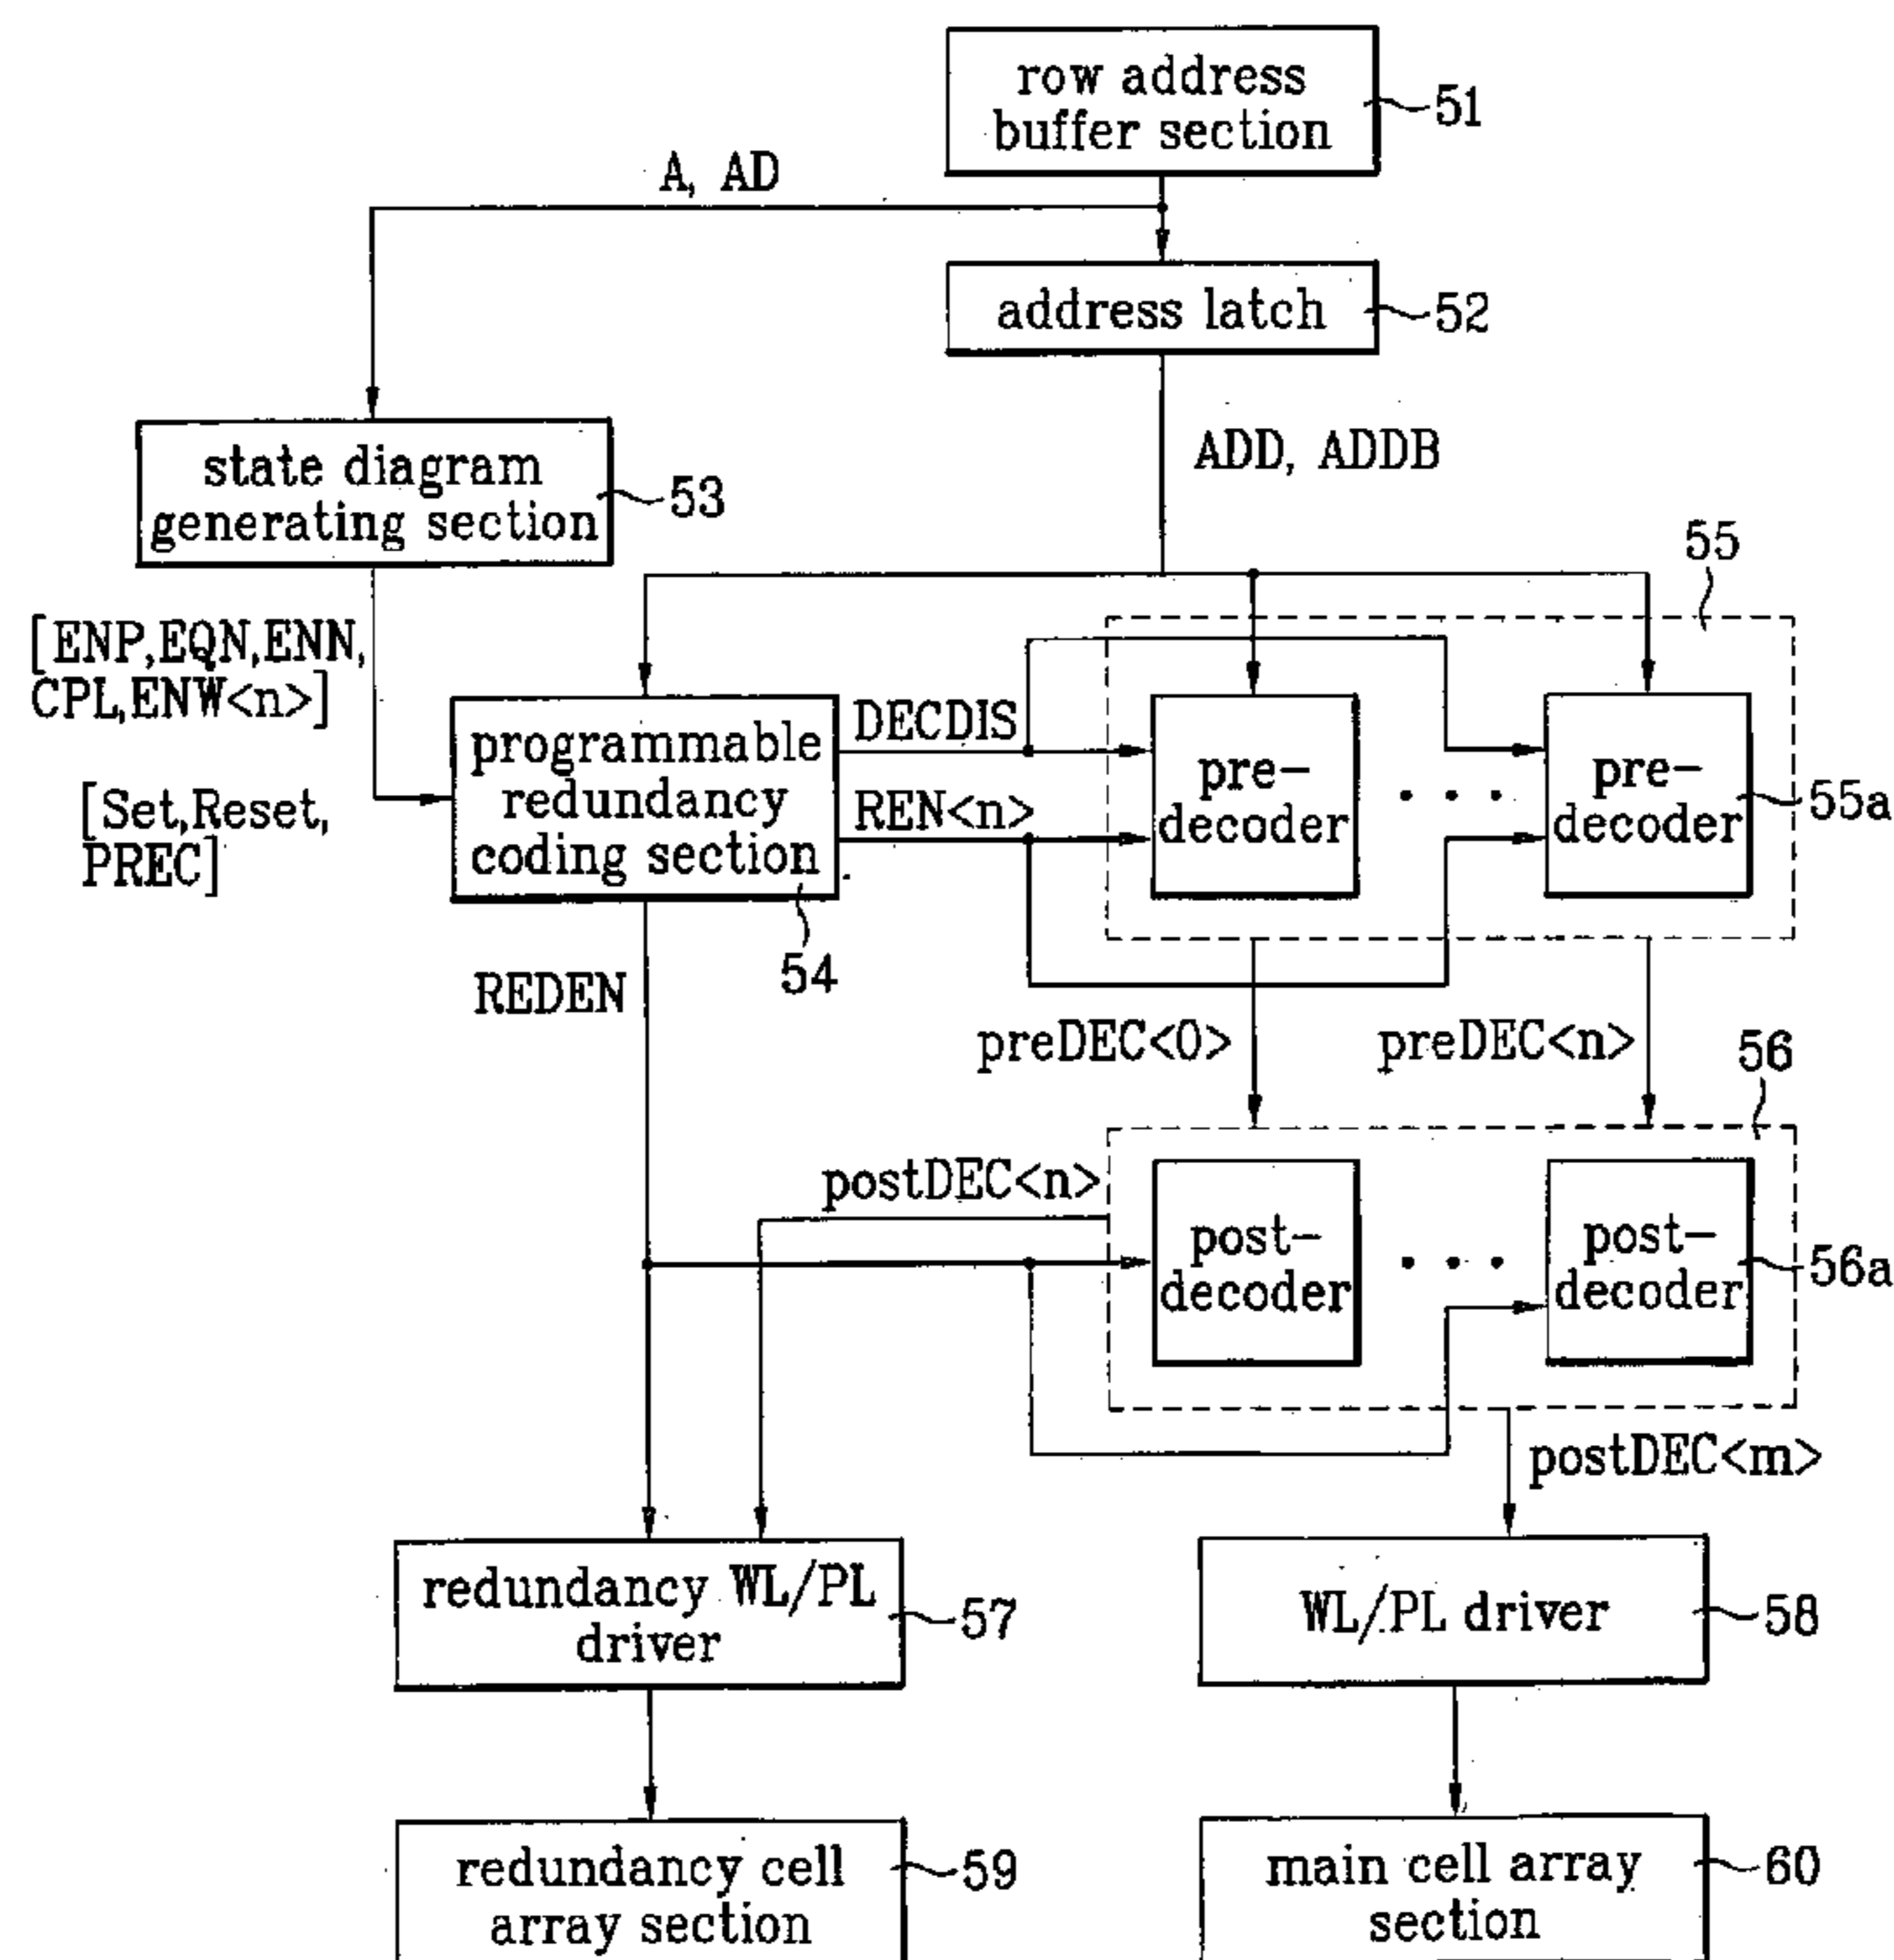 row address
buffer section
51
A, AD
address latch
52
ADD, ADDB
state diagram
generating section
53
55
[ENP,EQN,ENN,
CPL,ENW<n>]
[Set,Reset,
PREC]
programmable
redundancy
coding section
54
DECDIS
REN<n>
pre-
decoder
. . .
pre-
decoder
55a
REDEN
preDEC<0>
preDEC<n>
56
postDEC<n>
post-
decoder
. . .
post-
decoder
56a
postDEC<m>
redundancy WL/PL
driver
57
WL/PL driver
58
redundancy cell
array section
59
main cell array
section
60